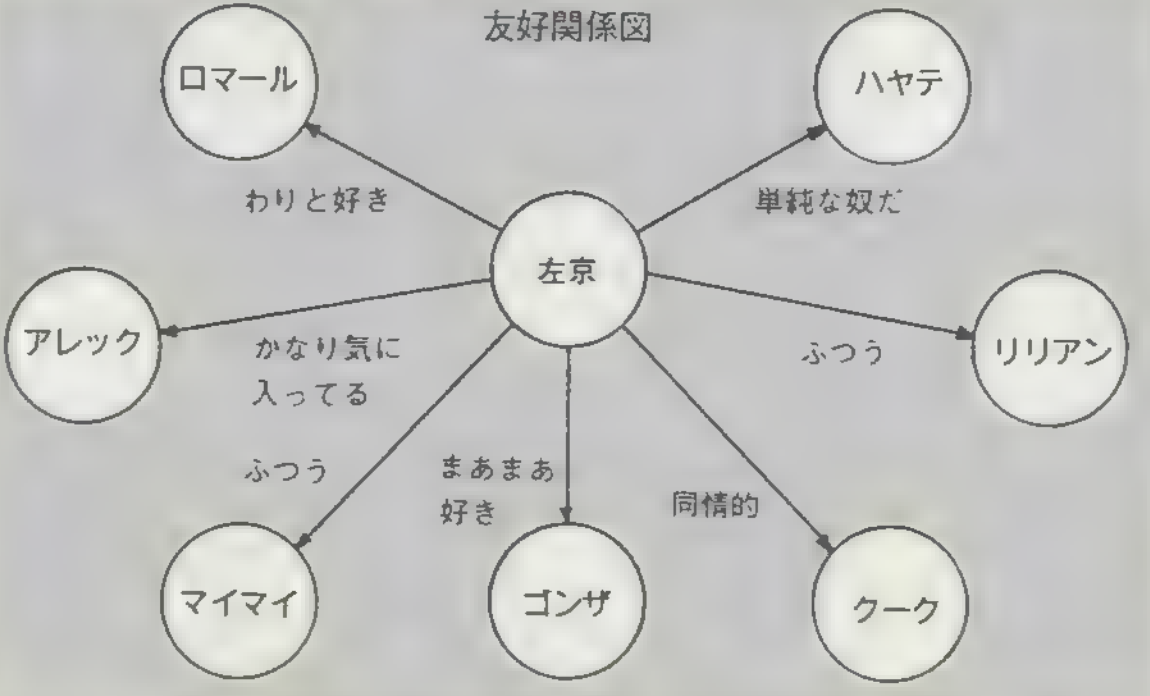 友好関係図
ロマール
ハヤテ
わりと好き
単純な奴だ
左京
アレック
かなり気に
入ってる
ふつう
リリアン
ふつう
まあまあ
好き
同情的
マイマイ
ゴンザ
クーク